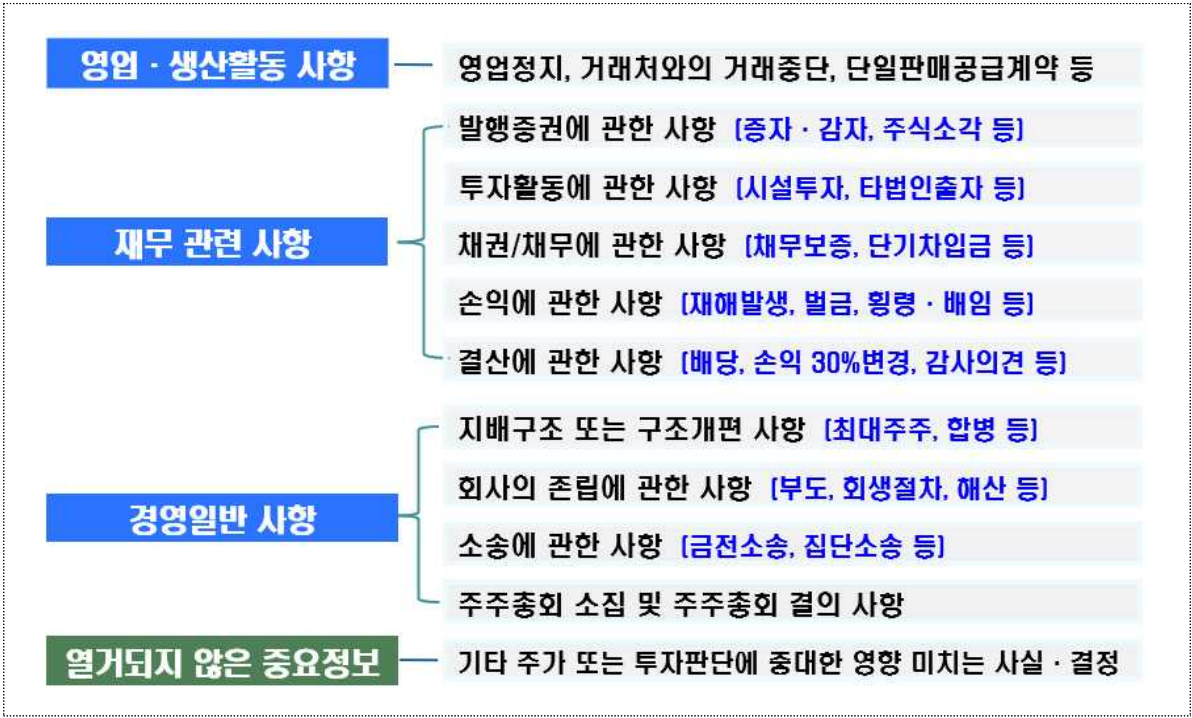 영업 · 생산활동 사항
영업정지, 거래처와의 거래중단, 단일판매공급계약 등
재무 관련 사항
발행증권에 관한 사항 (증자 · 감자, 주식소각 등)
투자활동에 관한 사항 (시설투자, 타법인출자 등)
채권/채무에 관한 사항 (채무보증, 단기차입금 등)
손익에 관한 사항 (재해발생, 벌금, 횡령 · 배임 등)
결산에 관한 사항 (배당, 손익 30%변경, 감사의견 등)
경영일반 사항
지배구조 또는 구조개편 사항 (최대주주, 합병 등)
회사의 존립에 관한 사항 (부도, 회생절차, 해산 등)
소송에 관한 사항 (금전소송, 집단소송 등)
주주총회 소집 및 주주총회 결의 사항
열거되지 않은 중요정보
기타 주가 또는 투자판단에 중대한 영향 미치는 사실 · 결정